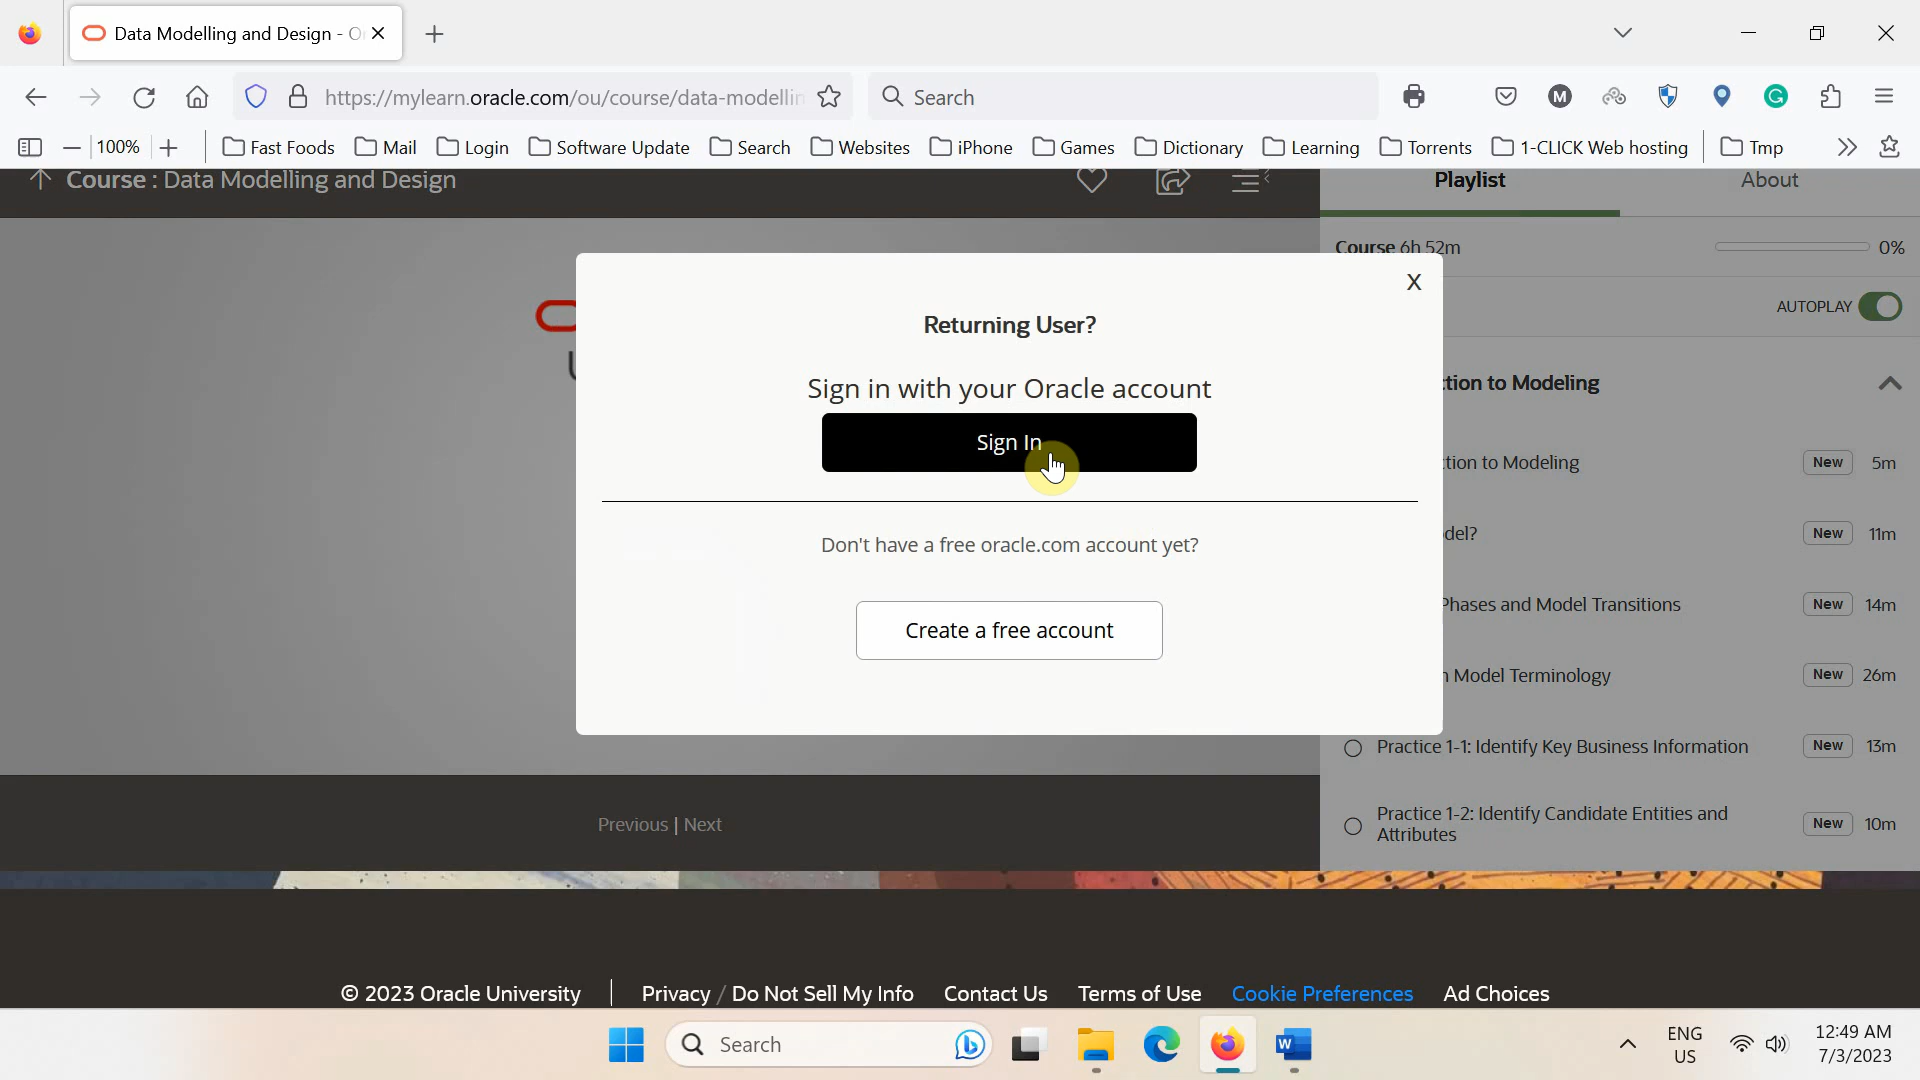 Data Modelling and Design - O
https://mylearn.oracle.com/ou/course/data-modellin
Search
M
G
100%
Fast Foods
Mail
Login
Software Update
Search
Websites
iPhone
Games
Dictionary
Learning
Torrents
1-CLICK Web hosting
Tmp
Course : Data Modelling and Design
Playlist
About
Course 6h 52m
0%
AUTOPLAY
X
Returning User?
Sign in with your Oracle account
Sign In
Don't have a free oracle.com account yet?
Create a free account
tion to Modeling
tion to Modeling
New
5m
del?
New
11m
Phases and Model Transitions
New
14m
Model Terminology
New
26m
Practice 1-1: Identify Key Business Information
New
13m
Practice 1-2: Identify Candidate Entities and
Attributes
New
10m
Previous | Next
© 2023 Oracle University | Privacy / Do Not Sell My Info Contact Us Terms of Use Cookie Preferences Ad Choices
Search
W
ENG
US
12:49 AM
7/3/2023